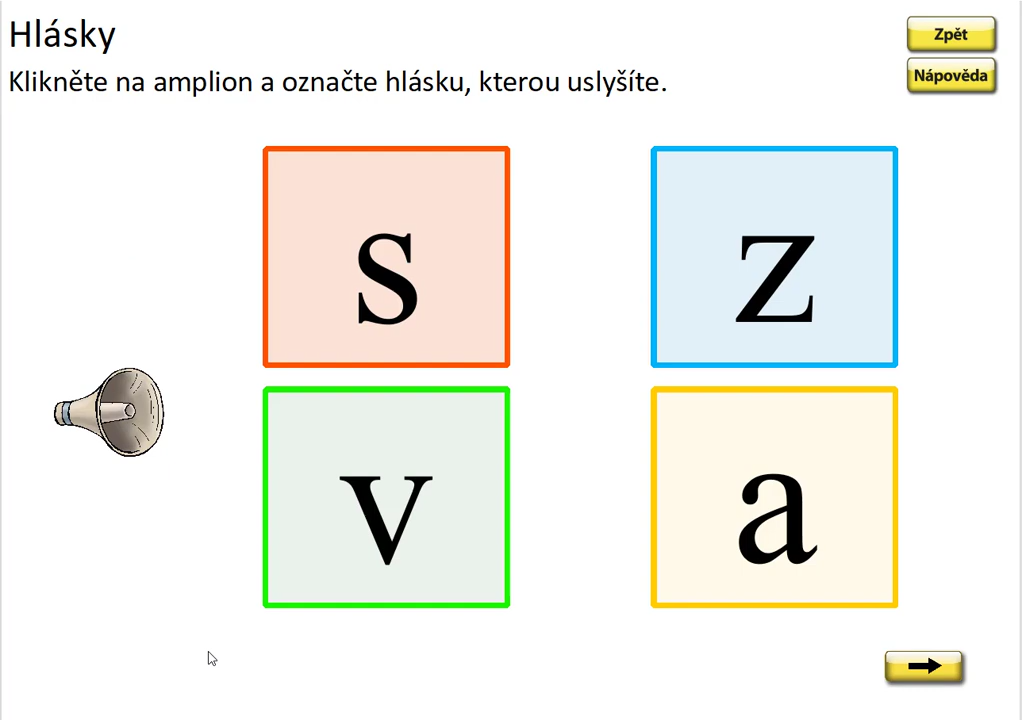 Hlásky
Zpět
Klikněte na amplion a označte hlásku, kterou uslyšíte.
Nápověda
s
z
v
a